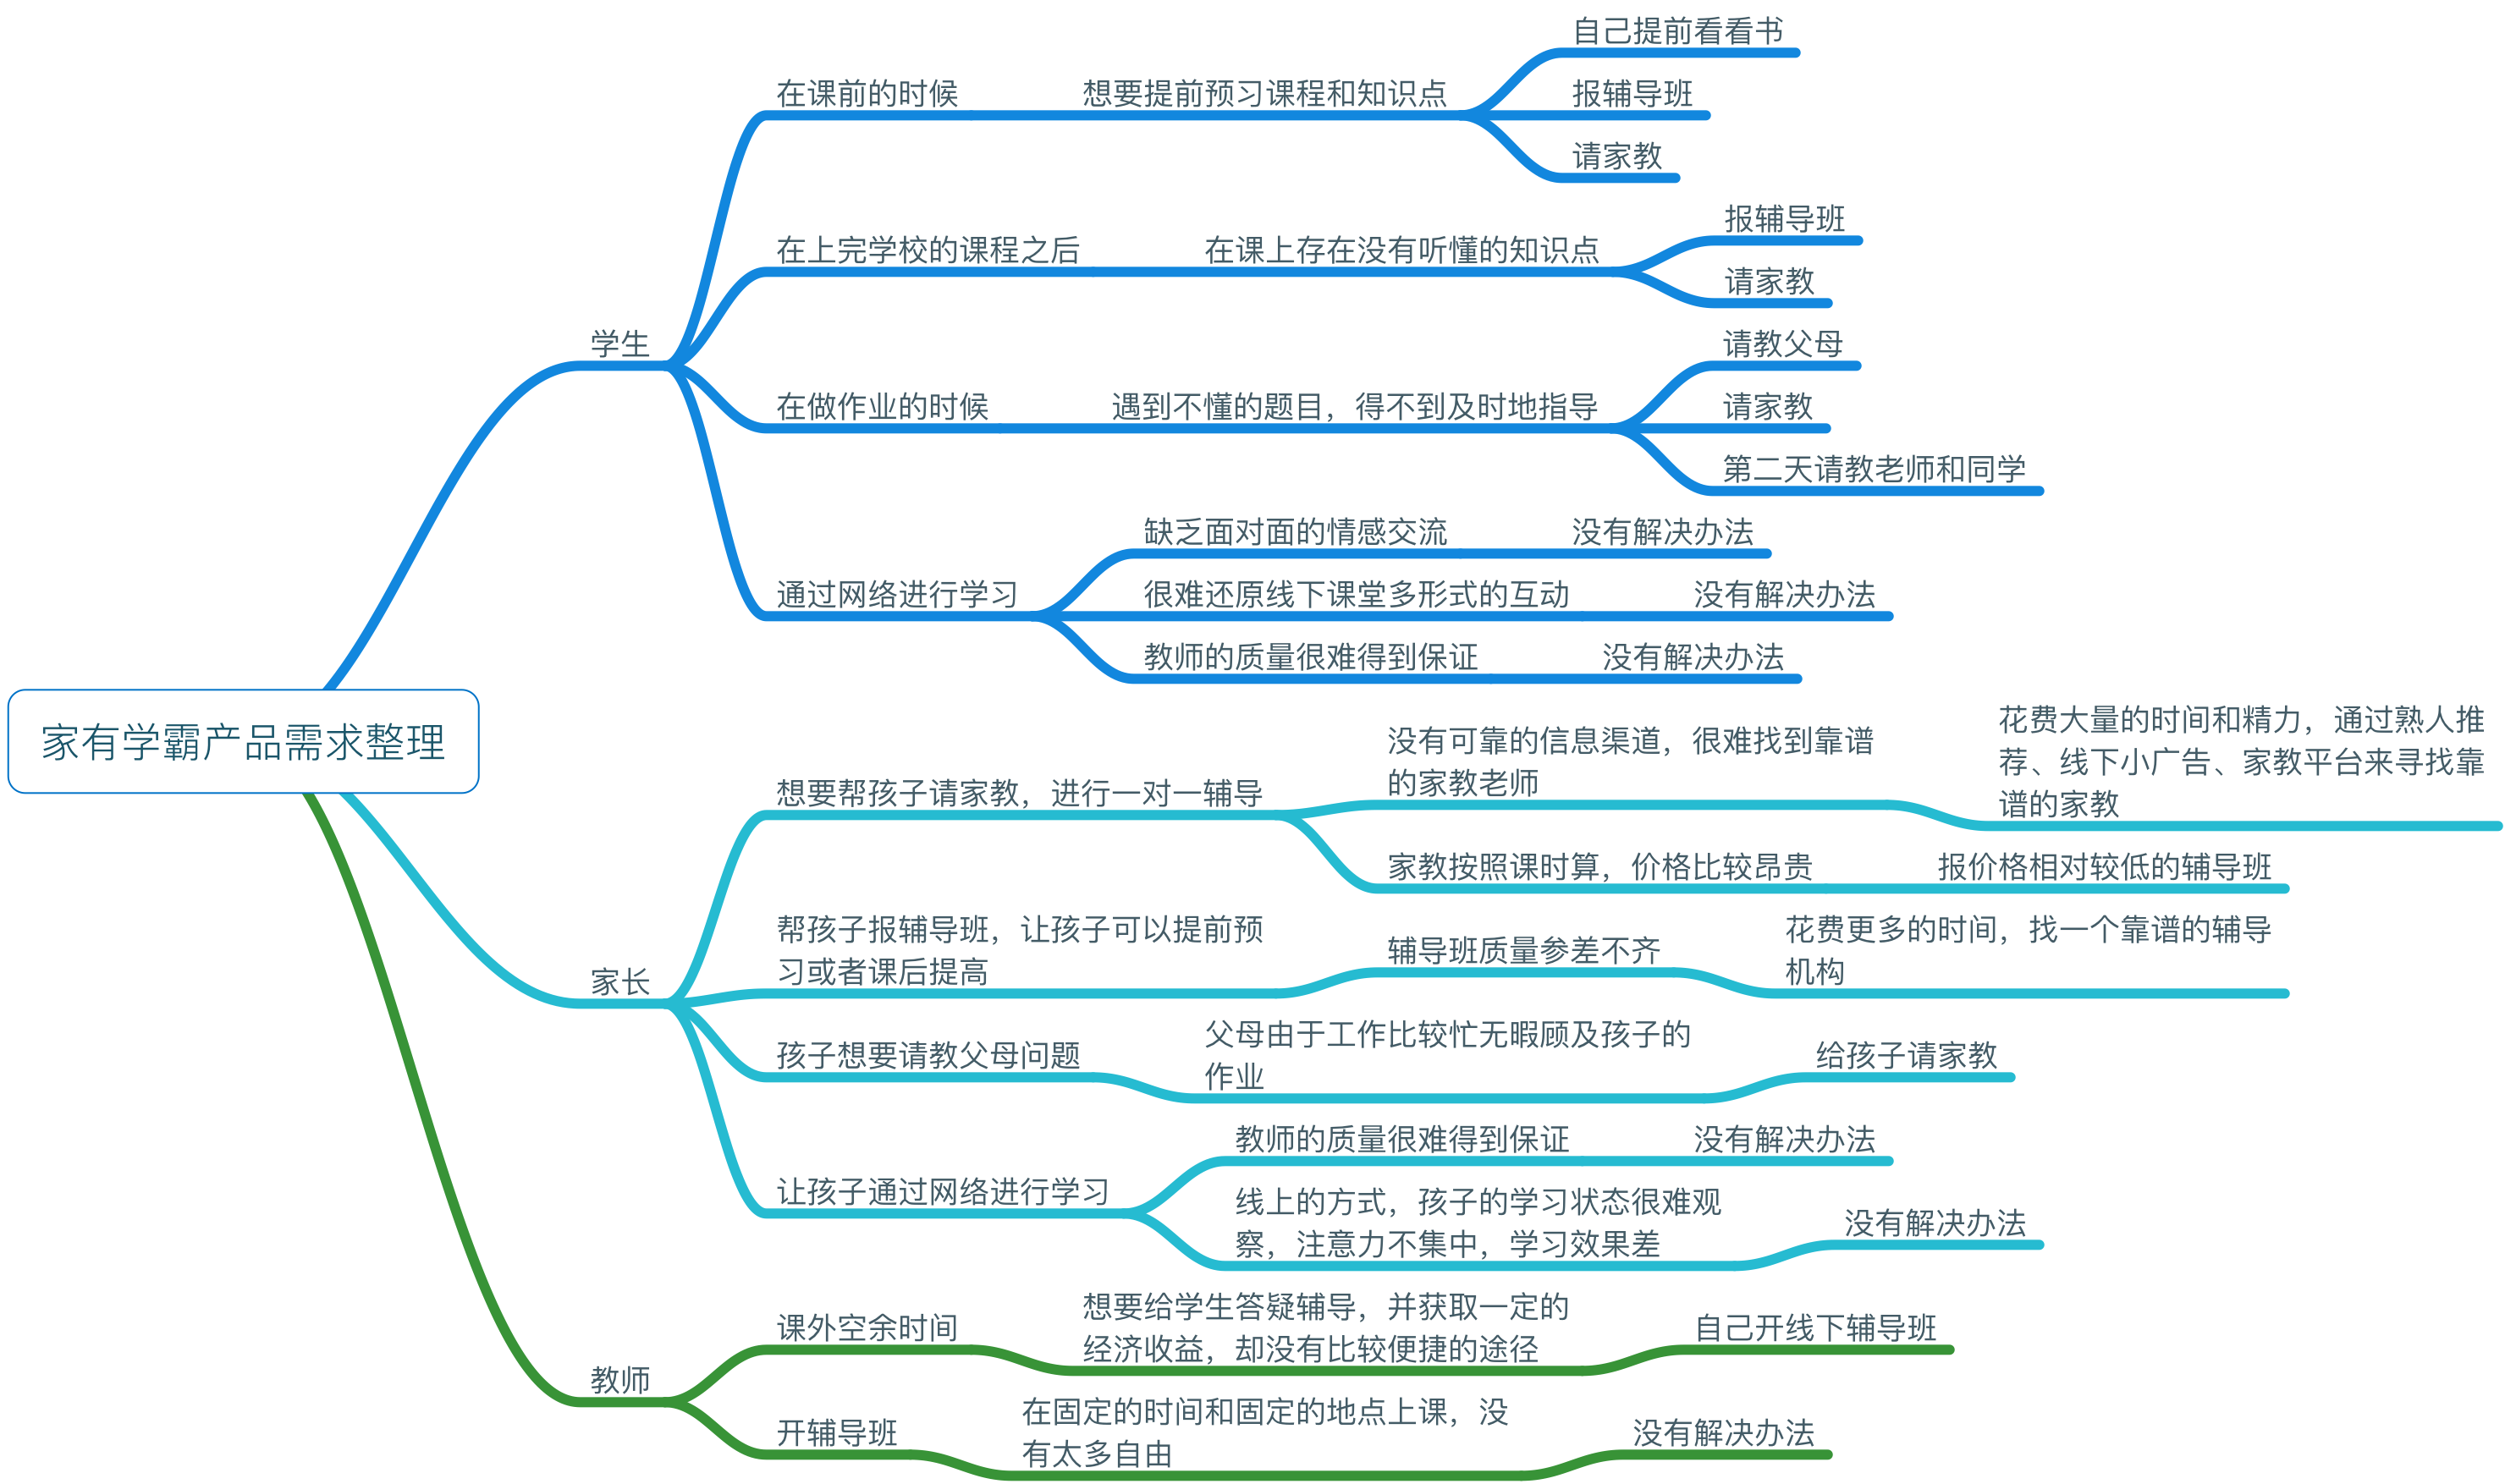 家有学霸产品需求整理
学生
在课前的时候
想要提前预习课程和知识点
自己提前看看书
报辅导班
请家教
在上完学校的课程之后
在课上存在没有听懂的知识点
报辅导班
请家教
在做作业的时候
遇到不懂的题目，得不到及时地指导
请教父母
请家教
第二天请教老师和同学
通过网络进行学习
缺乏面对面的情感交流
没有解决办法
很难还原线下课堂多形式的互动
没有解决办法
教师的质量很难得到保证
没有解决办法
家长
想要帮孩子请家教，进行一对一辅导
没有可靠的信息渠道，很难找到靠谱
的家教老师
花费大量的时间和精力，通过熟人推
荐、线下小广告、家教平台来寻找靠
谱的家教
家教按照课时算，价格比较昂贵
报价格相对较低的辅导班
帮孩子报辅导班，让孩子可以提前预
习或者课后提高
辅导班质量参差不齐
花费更多的时间，找一个靠谱的辅导
机构
孩子想要请教父母问题
父母由于工作比较忙无暇顾及孩子的
作业
给孩子请家教
让孩子通过网络进行学习
教师的质量很难得到保证
没有解决办法
线上的方式，孩子的学习状态很难观
察，注意力不集中，学习效果差
没有解决办法
教师
课外空余时间
想要给学生答疑辅导，并获取一定的
经济收益，却没有比较便捷的途径
自己开线下辅导班
开辅导班
在固定的时间和固定的地点上课，没
有太多自由
没有解决办法